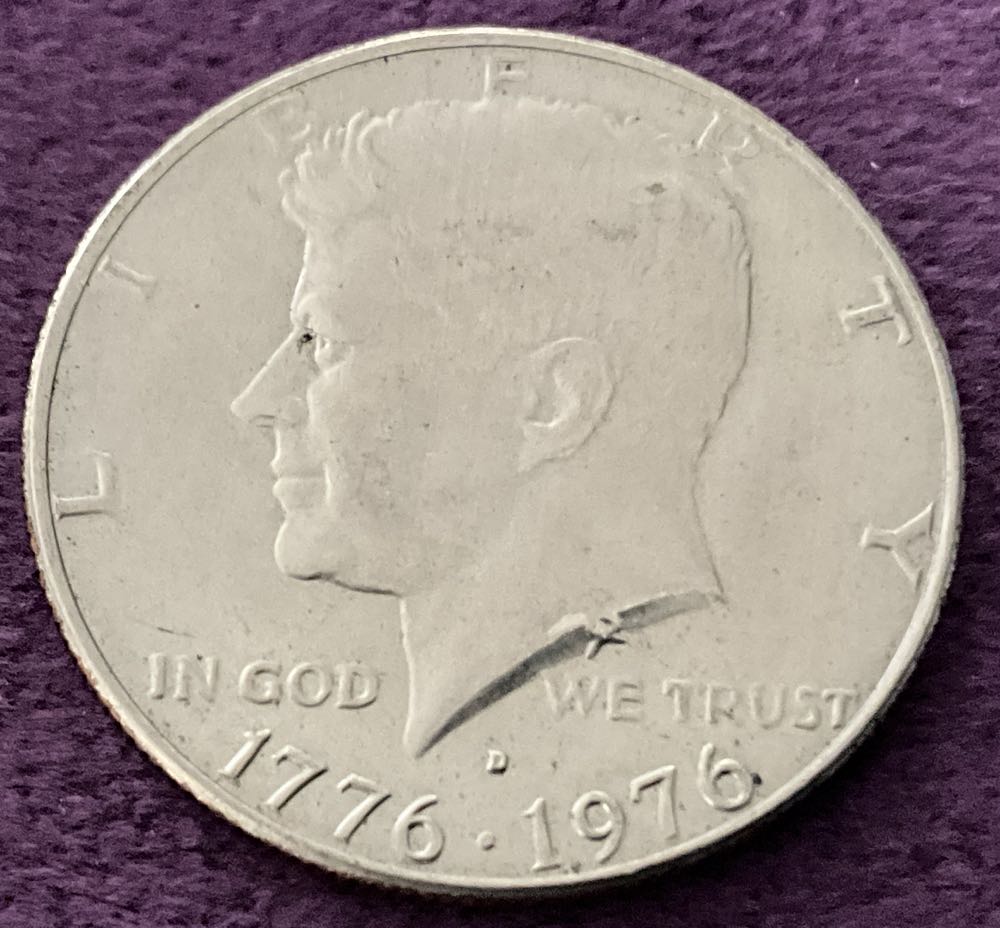 LIBERTY
IN GOD WE TRUST
D
1776 · 1976